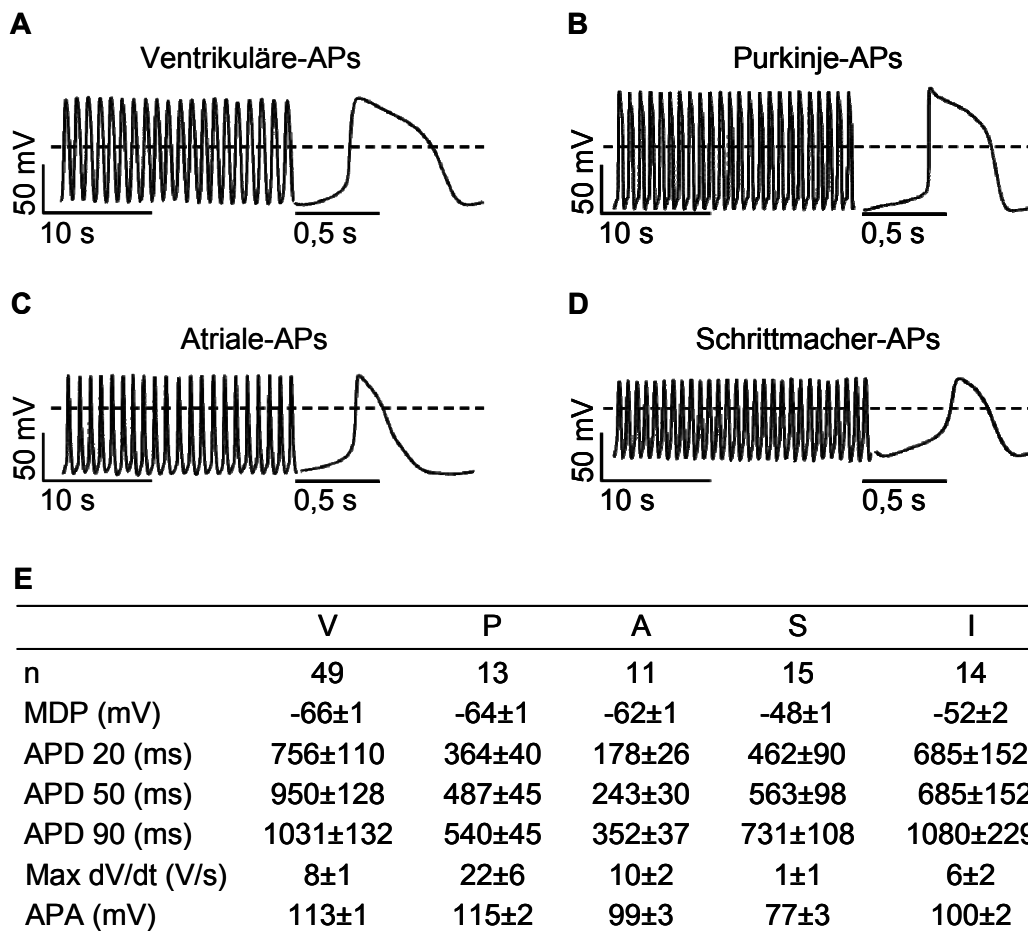 A
B
Ventrikuläre-APs
Purkinje-APs
50 mV
10 s
0,5 s
50 mV
10 s
0,5 s
C
D
Atriale-APs
Schrittmacher-APs
50 mV
10 s
0,5 s
50 mV
10 s
0,5 s
E
V P A S I
n 49 13 11 15 14
MDP (mV) -66±1 -64±1 -62±1 -48±1 -52±2
APD 20 (ms) 756±110 364±40 178±26 462±90 685±152
APD 50 (ms) 950±128 487±45 243±30 563±98 685±152
APD 90 (ms) 1031±132 540±45 352±37 731±108 1080±229
Max dV/dt (V/s) 8±1 22±6 10±2 1±1 6±2
APA (mV) 113±1 115±2 99±3 77±3 100±2